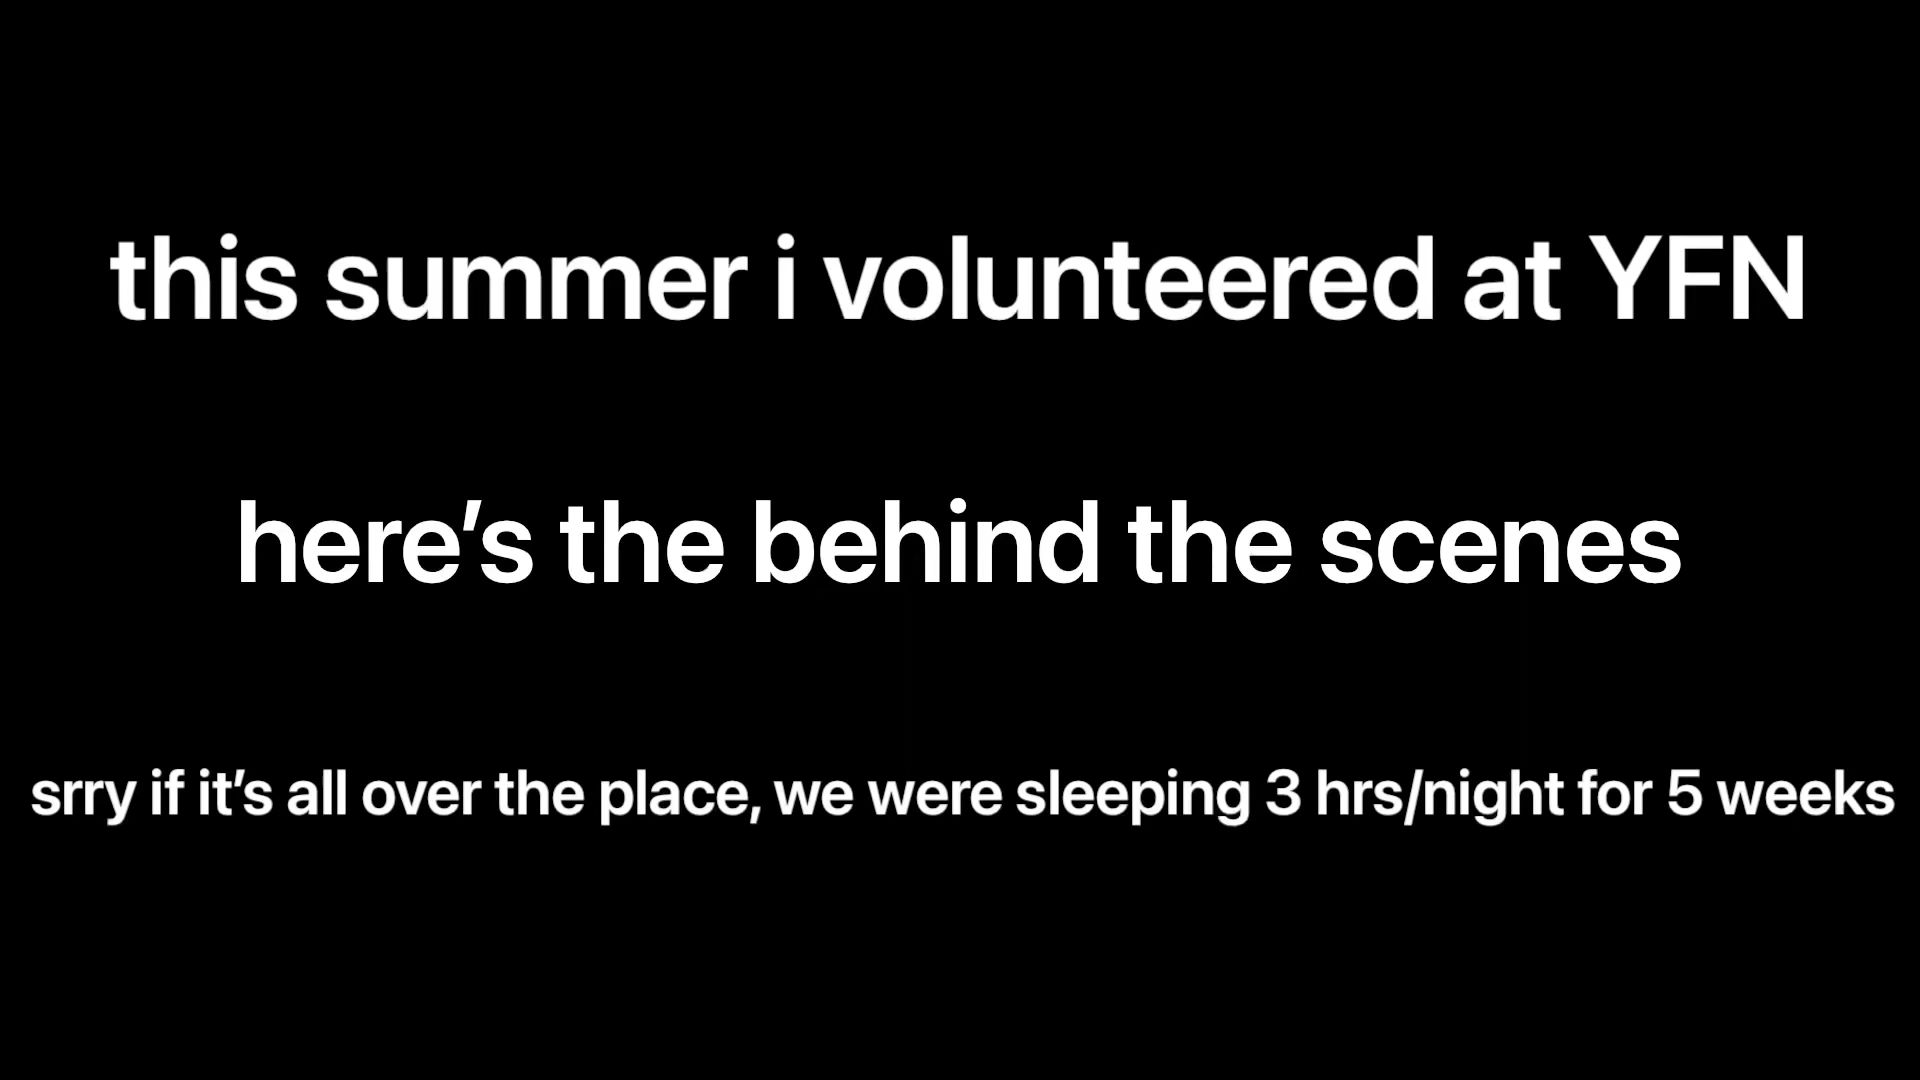 this summer i volunteered at YFN
here’s the behind the scenes
srry if it’s all over the place, we were sleeping 3 hrs/night for 5 weeks